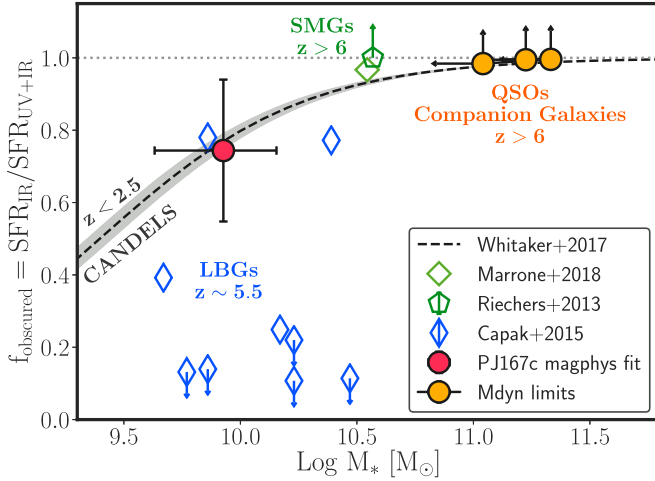 SMGs
z > 6
QSOs
Companion Galaxies
z > 6
z < 2.5
CANDELS
LBGs
z ∼ 5.5
Whitaker+2017
Marrone+2018
Riechers+2013
Capak+2015
PJ167c magphys fit
Mdyn limits
f_obscured = SFR_IR/SFR_UV+IR
1.0
0.8
0.6
0.4
0.2
0.0
9.5 10.0 10.5 11.0 11.5
Log M_* [M_⊙]